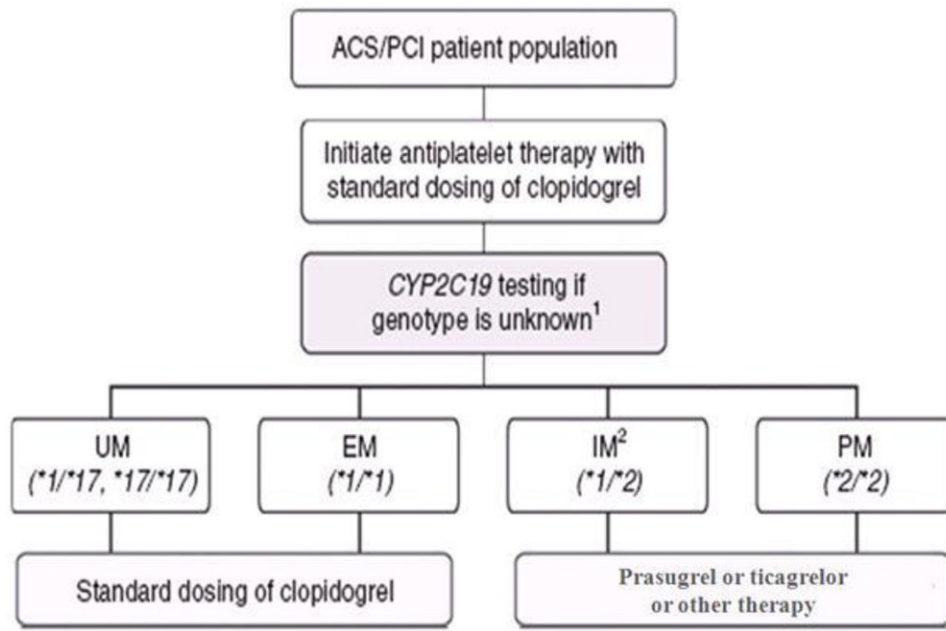 ACS/PCI patient population
Initiate antiplatelet therapy with
standard dosing of clopidogrel
CYP2C19 testing if
genotype is unknown¹
UM
(*1/*17, *17/*17)
EM
(*1/*1)
IM²
(*1/*2)
PM
(*2/*2)
Standard dosing of clopidogrel
Prasugrel or ticagrelor
or other therapy